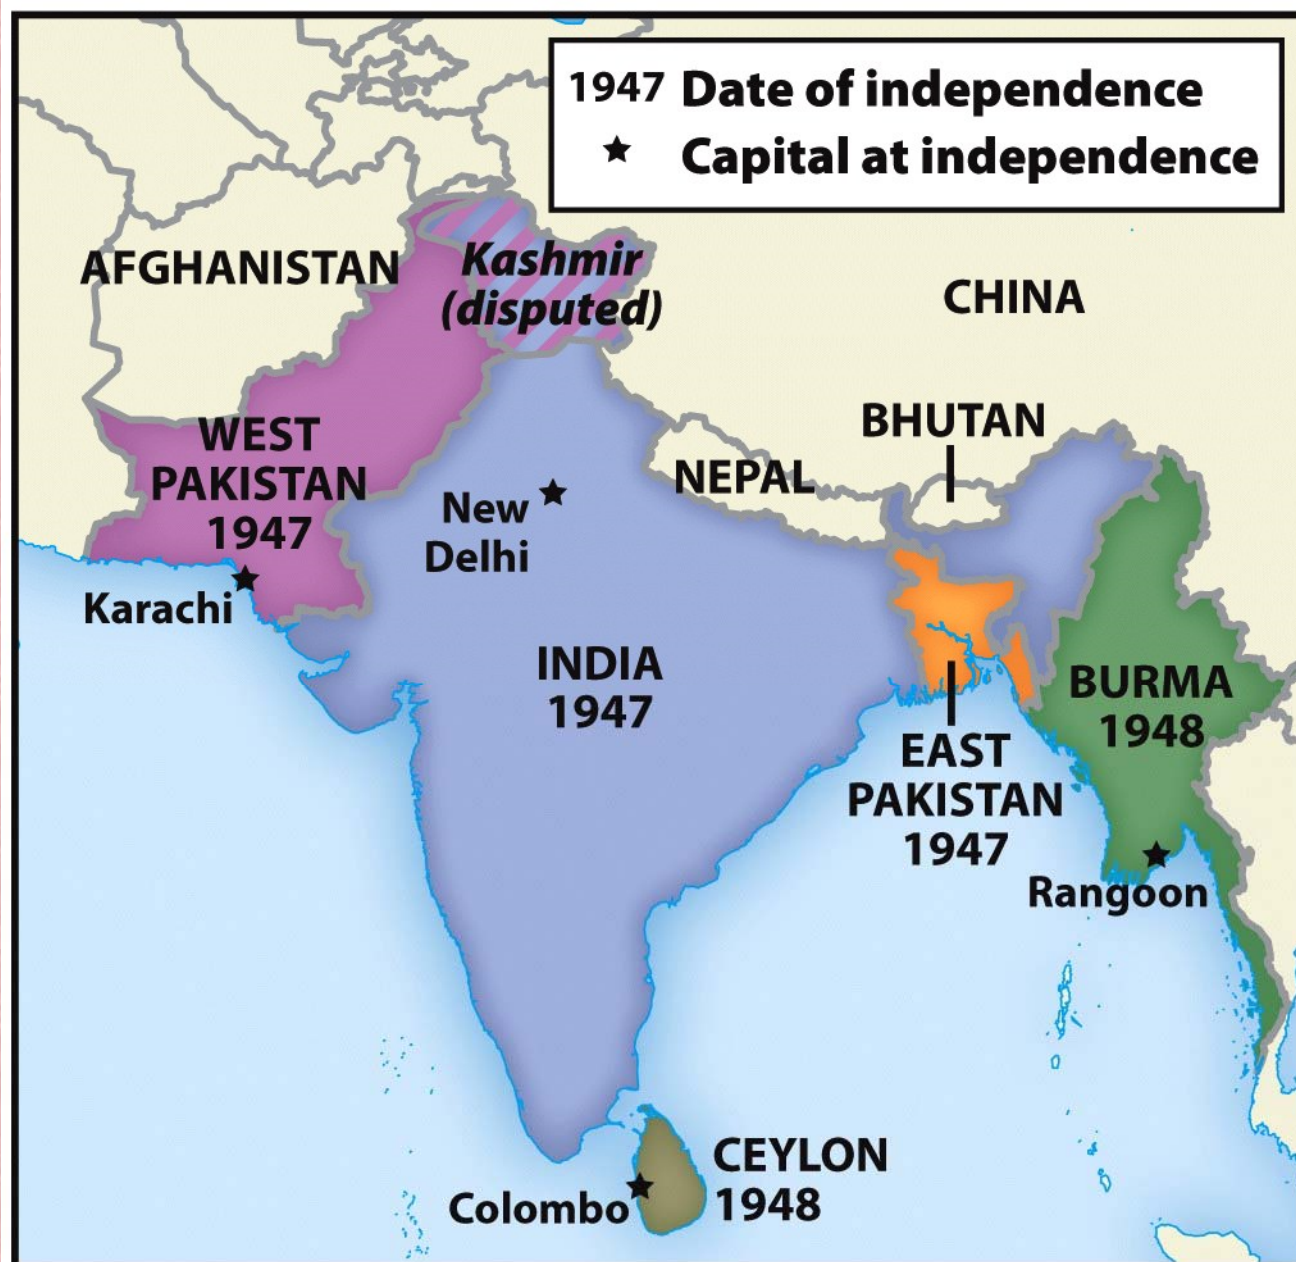 1947 Date of independence
★ Capital at independence
AFGHANISTAN
Kashmir
(disputed)
CHINA
WEST
PAKISTAN
1947
BHUTAN
NEPAL
New
Delhi
Karachi
INDIA
1947
BURMA
1948
EAST
PAKISTAN
1947
Rangoon
CEYLON
1948
Colombo